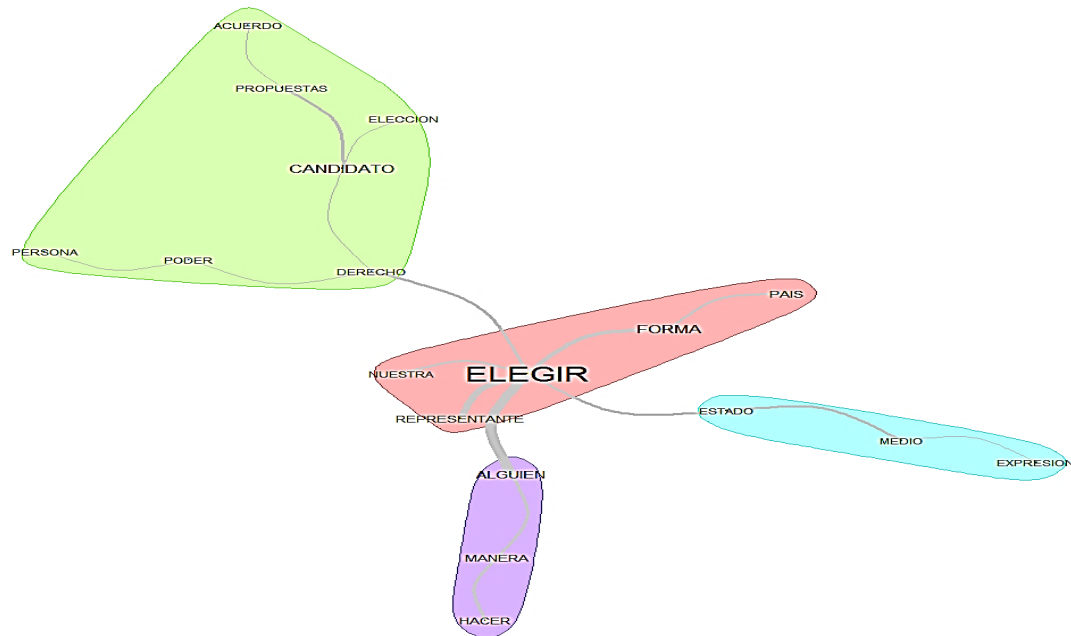 ACUERDO
PROPUESTAS
ELECCION
CANDIDATO
PERSONA
PODER
DERECHO
PAIS
FORMA
NUESTRA
ELEGIR
REPRESENTANTE
ESTADO
MEDIO
EXPRESION
ALGUIEN
MANERA
HACER